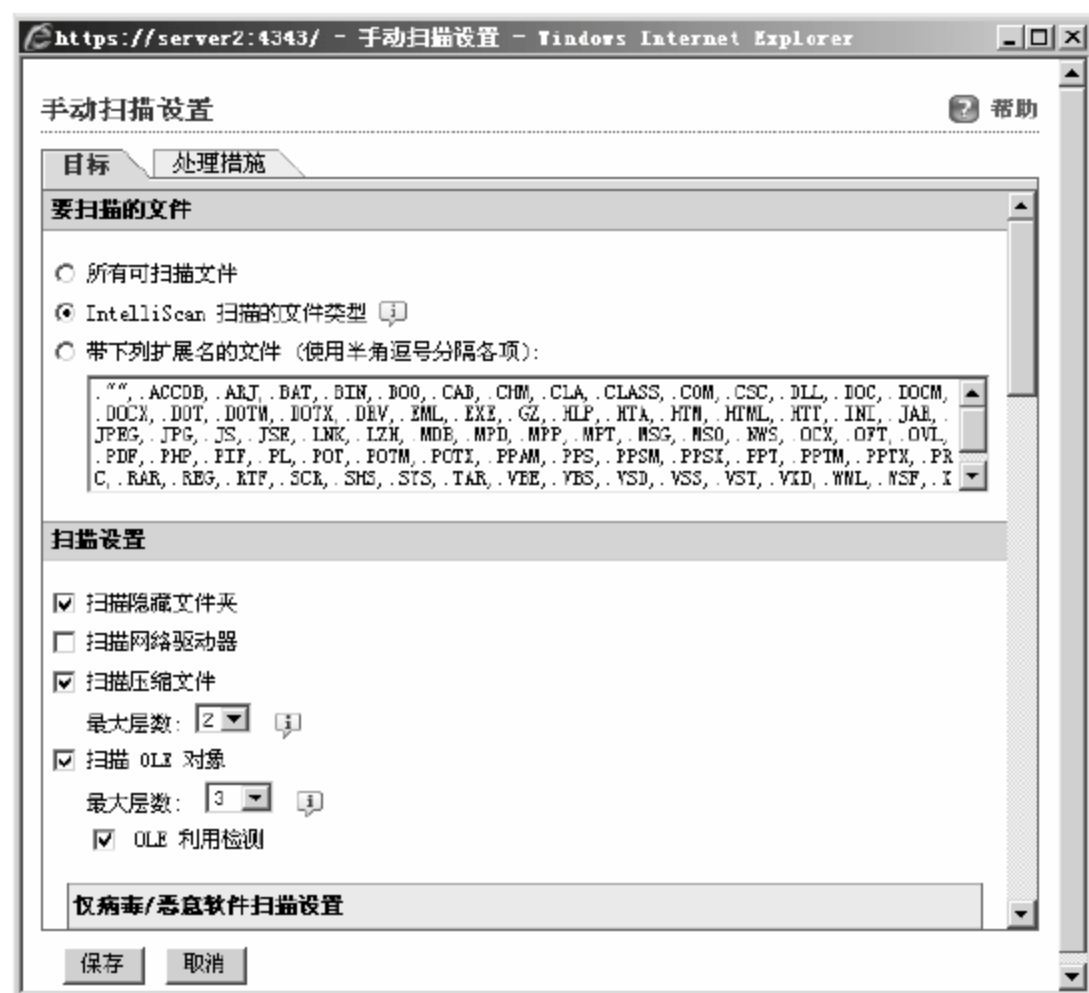 https://server2:4343/ - 手动扫描设置 - Windows Internet Explorer
手动扫描设置
帮助
目标 处理措施
要扫描的文件
所有可扫描文件
IntelliScan 扫描的文件类型
带下列扩展名的文件 (使用半角逗号分隔各项):
."", .ACCDB, .ARJ, .BAT, .BIN, .BOO, .CAB, .CHM, .CLA, .CLASS, .COM, .CSC, .DLL, .DOC, .DOCM,
.DOCX, .DOT, .DOTM, .DOTX, .DRV, .EML, .EXE, .GZ, .HLP, .HTA, .HTM, .HTML, .HTT, .INI, .JAR, .
JPEG, .JPG, .JS, .JSE, .LNK, .LZH, .MDB, .MPD, .MPP, .MPT, .MSG, .MSO, .NWS, .OCX, .OFT, .OVL,
.PDF, .PHP, .PIF, .PL, .POT, .POTM, .POTX, .PPAM, .PPS, .PPSM, .PPSX, .PPT, .PPTM, .PPTX, .PR
C, .RAR, .REG, .RTF, .SCR, .SHS, .SYS, .TAR, .VBE, .VBS, .VSD, .VSS, .VST, .VXD, .WML, .WSF, .X
扫描设置
扫描隐藏文件夹
扫描网络驱动器
扫描压缩文件
最大层数: 2
扫描 OLE 对象
最大层数: 3
OLE 利用检测
仅病毒/恶意软件扫描设置
保存 取消